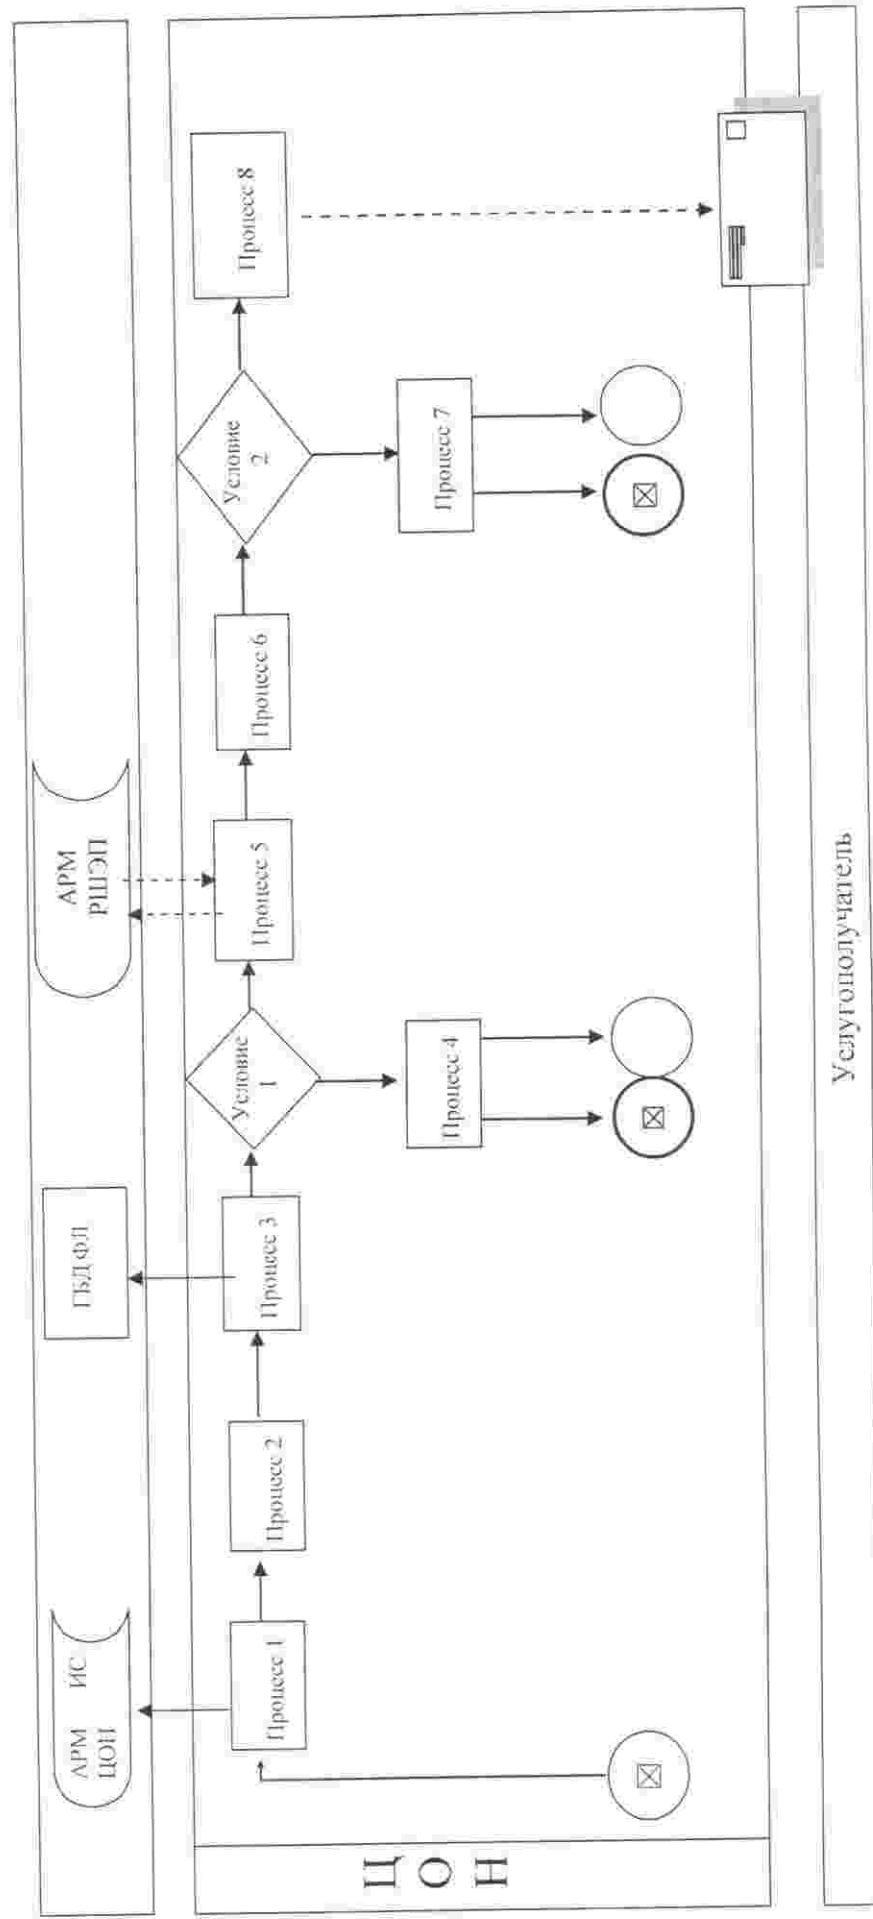 АРМ ИС
ЦОН
ГБД ФЛ
АРМ
РШЭП
Процесс 1
Процесс 2
Процесс 3
Условие
1
Процесс 5
Процесс 6
Условие
2
Процесс 8
Процесс 4
Процесс 7
ЦОН
Услугополучатель